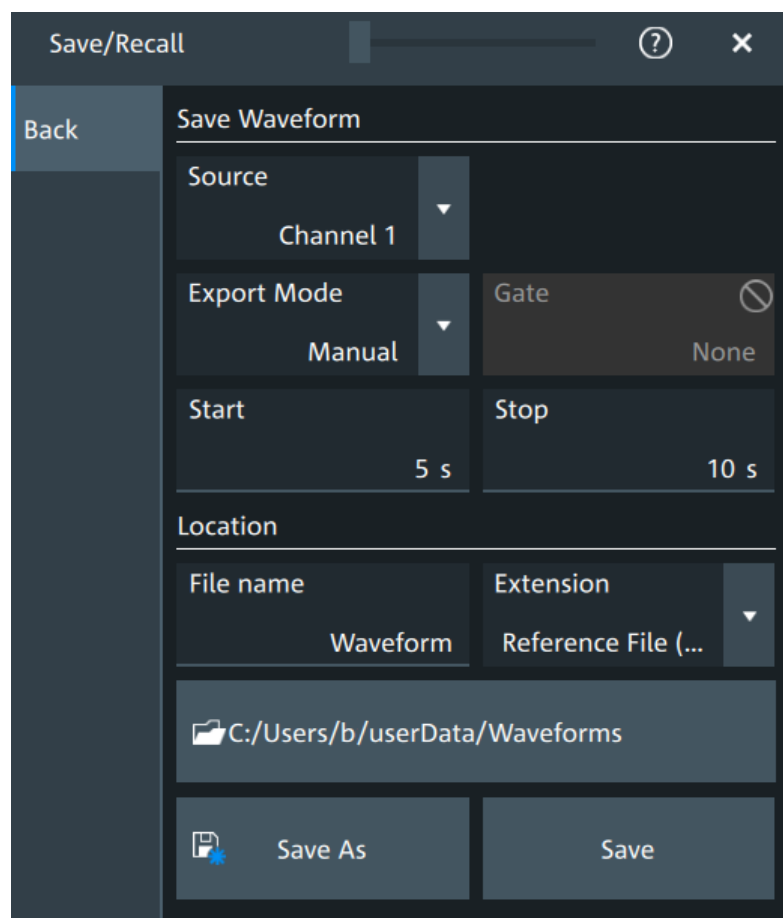 Save/Recall
?
Back
Save Waveform
Source
Channel 1
Export Mode
Manual
Gate
None
Start
5 s
Stop
10 s
Location
File name
Waveform
Extension
Reference File (...
C:/Users/b/userData/Waveforms
Save As
Save